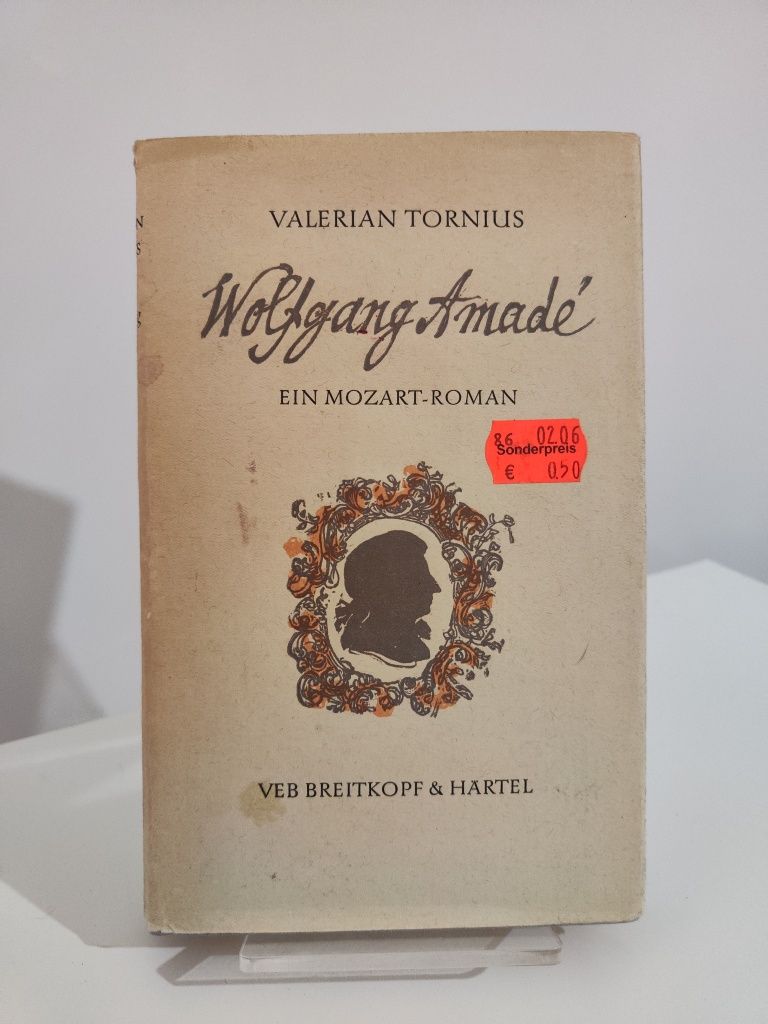 VALERIAN TORNIUS
Wolfgang Amadé
EIN MOZART-ROMAN
86 02.06
Sonderpreis
€ 0.50
VEB BREITKOPF & HÄRTEL